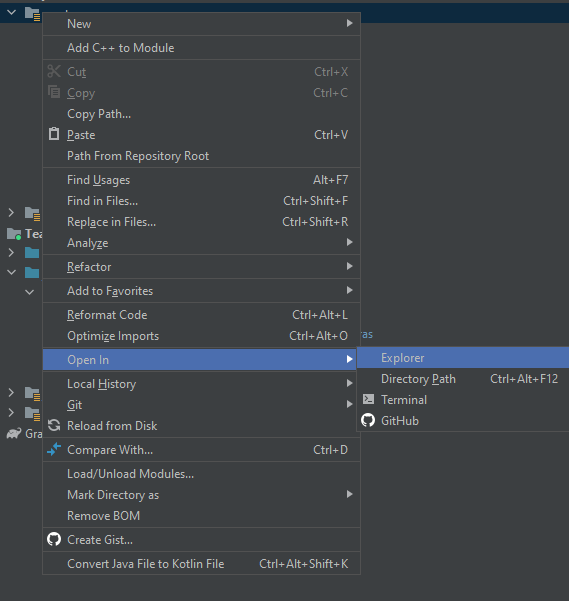 New
Add C++ to Module
Cut Ctrl+X
Copy Ctrl+C
Copy Path...
Paste Ctrl+V
Path From Repository Root
Find Usages Alt+F7
Find in Files... Ctrl+Shift+F
Replace in Files... Ctrl+Shift+R
Analyze
Refactor
Add to Favorites
Reformat Code Ctrl+Alt+L
Optimize Imports Ctrl+Alt+O
Open In
Explorer
Directory Path Ctrl+Alt+F12
Terminal
GitHub
Local History
Git
Reload from Disk
Compare With... Ctrl+D
Load/Unload Modules...
Mark Directory as
Remove BOM
Create Gist...
Convert Java File to Kotlin File Ctrl+Alt+Shift+K
Tea
ras
Gra